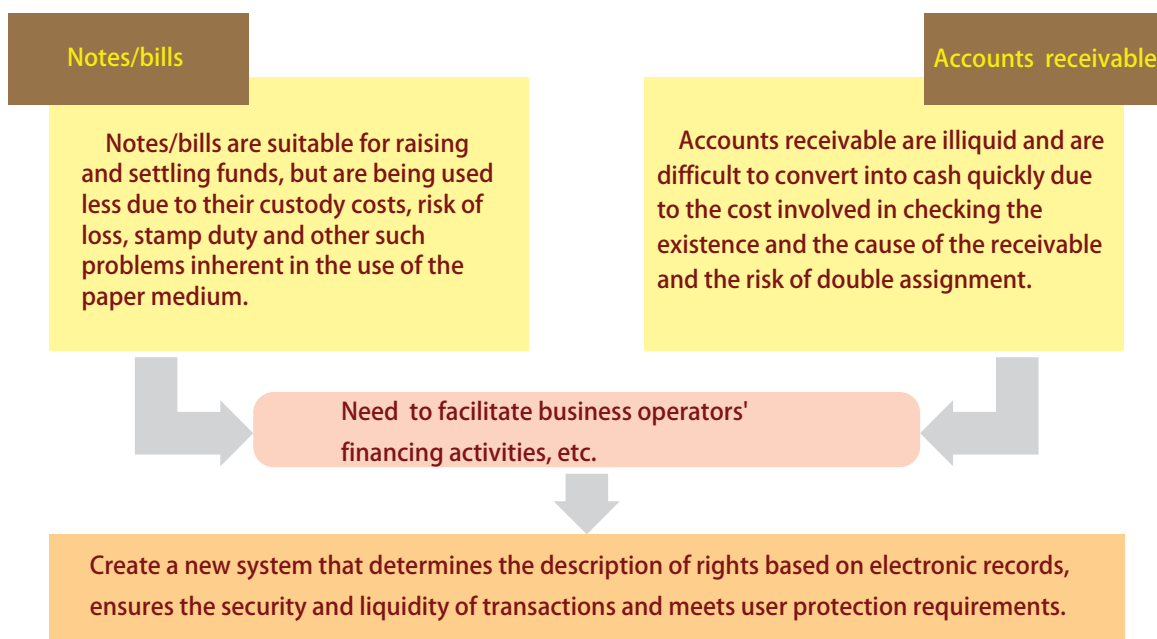 Notes/bills
Notes/bills are suitable for raising
and settling funds, but are being used
less due to their custody costs, risk of
loss, stamp duty and other such
problems inherent in the use of the
paper medium.
Accounts receivable
Accounts receivable are illiquid and are
difficult to convert into cash quickly due
to the cost involved in checking the
existence and the cause of the receivable
and the risk of double assignment.
Need to facilitate business operators'
financing activities, etc.
Create a new system that determines the description of rights based on electronic records,
ensures the security and liquidity of transactions and meets user protection requirements.